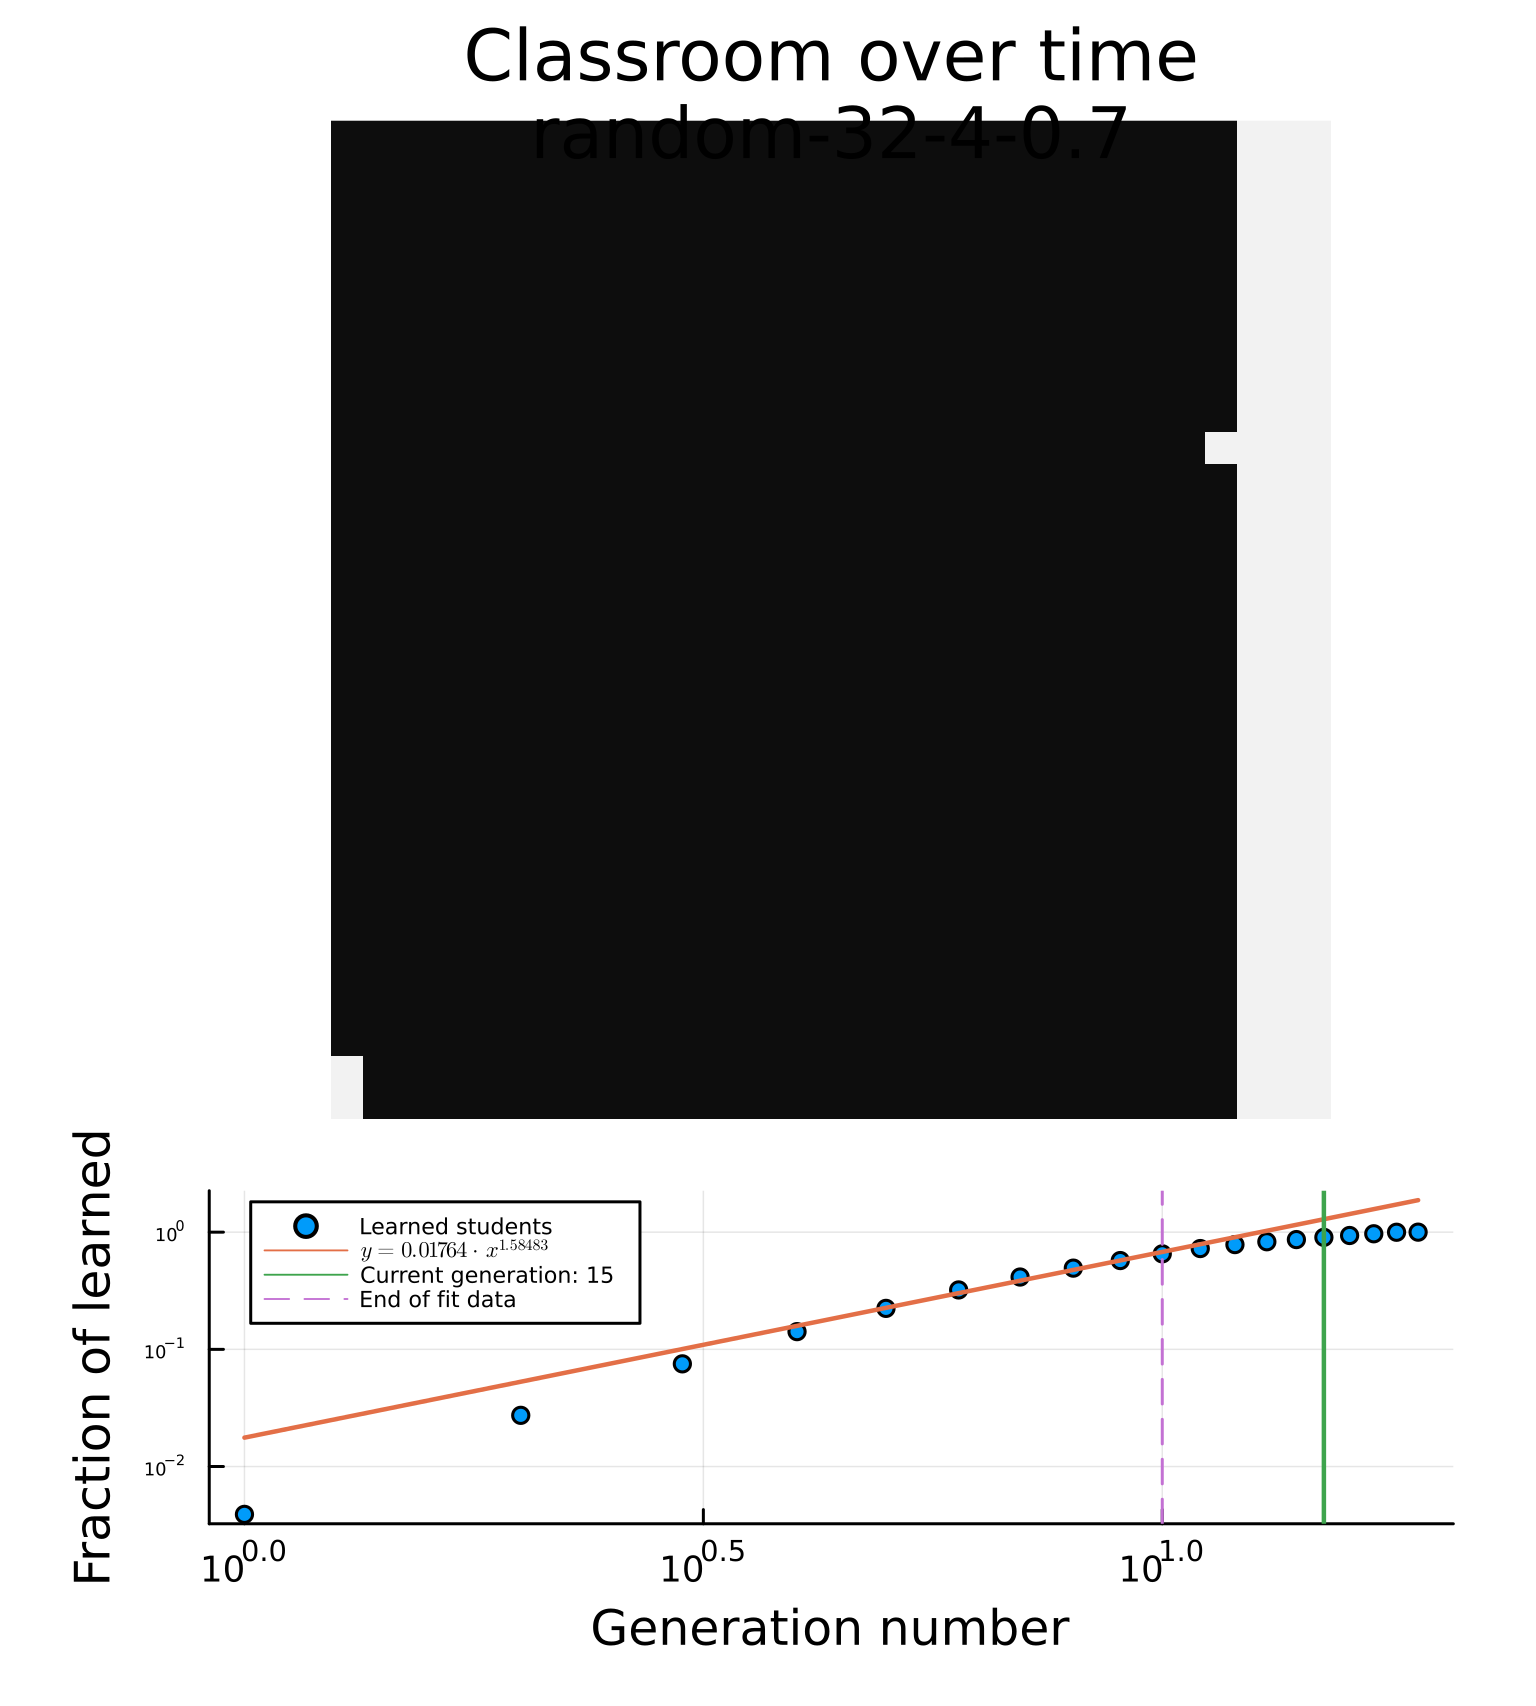 Classroom over time
random-32-4-0.7
Fraction of learned
10⁰
10⁻¹
10⁻²
Learned students
y = 0.01764 · x^1.58483
Current generation: 15
End of fit data
10^0.0
10^0.5
10^1.0
Generation number